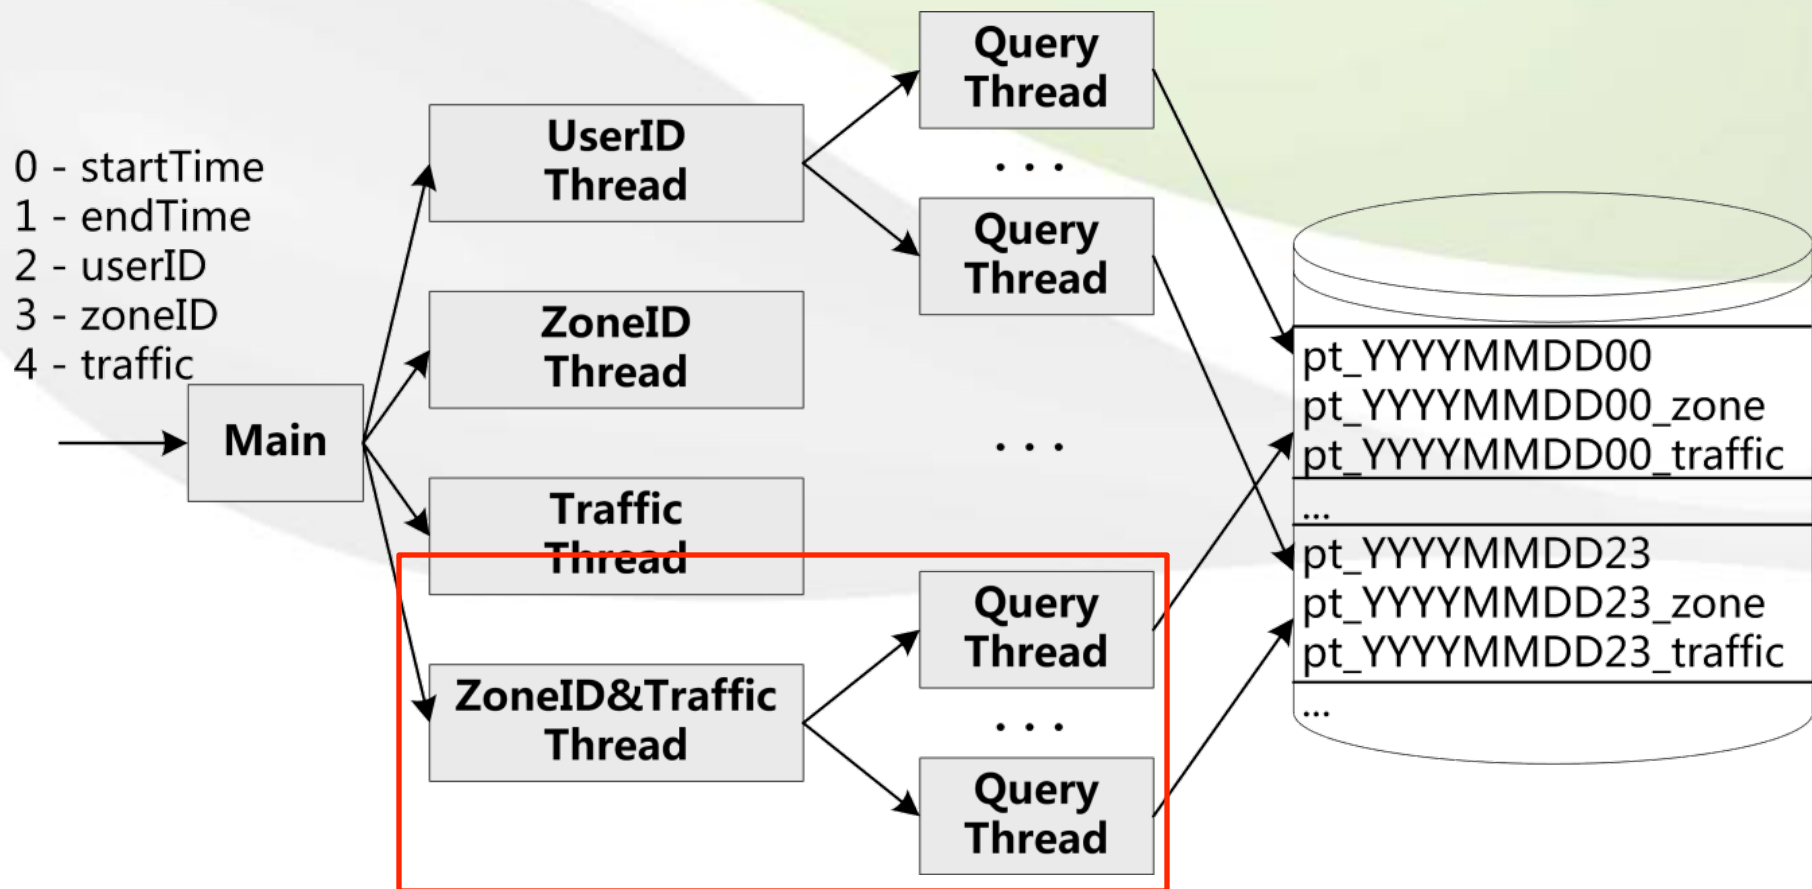 0 - startTime
1 - endTime
2 - userID
3 - zoneID
4 - traffic
Main
UserID
Thread
ZoneID
Thread
Traffic
Thread
ZoneID&Traffic
Thread
Query
Thread
. . .
Query
Thread
. . .
Query
Thread
. . .
Query
Thread
pt_YYYYMMDD00
pt_YYYYMMDD00_zone
pt_YYYYMMDD00_traffic
...
pt_YYYYMMDD23
pt_YYYYMMDD23_zone
pt_YYYYMMDD23_traffic
...